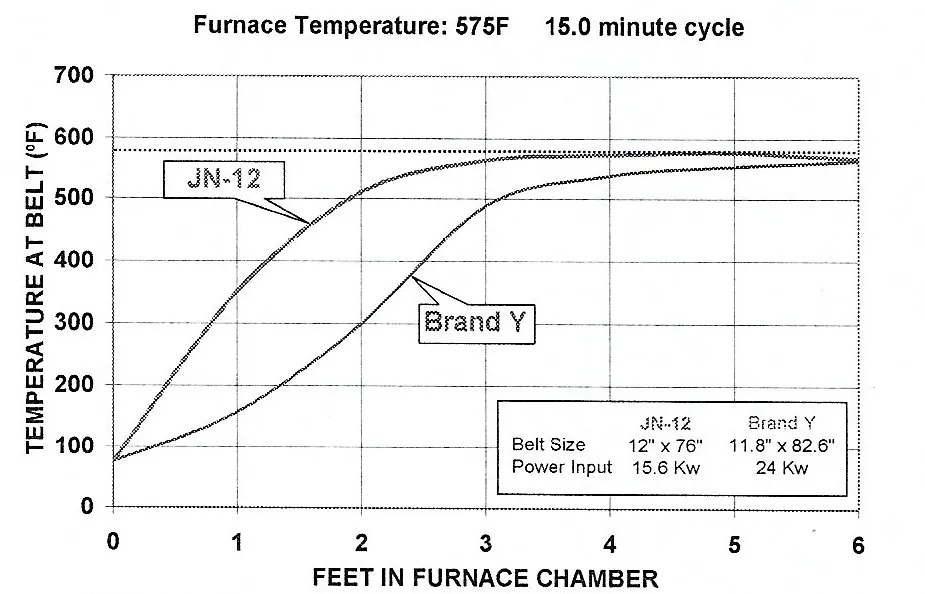 Furnace Temperature: 575F 15.0 minute cycle
TEMPERATURE AT BELT (ºF)
700
600
500
400
300
200
100
0
JN-12
Brand Y
JN-12 Brand Y
Belt Size 12" x 76" 11.8" x 82.6"
Power Input 15.6 Kw 24 Kw
0 1 2 3 4 5 6
FEET IN FURNACE CHAMBER